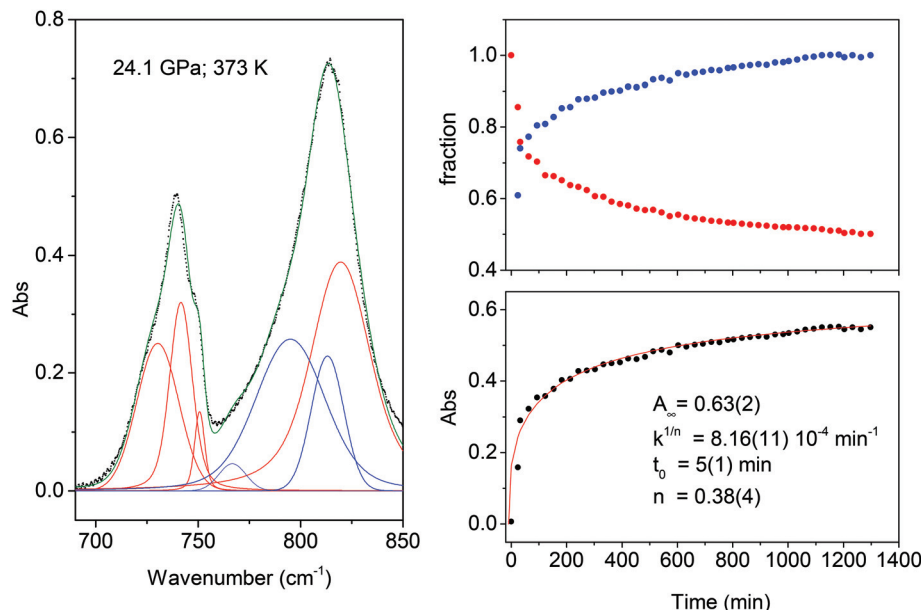 24.1 GPa; 373 K
Abs
0.8
0.6
0.4
0.2
0.0
700
750
800
850
Wavenumber (cm⁻¹)
fraction
1.0
0.8
0.6
0.4
Abs
0.6
0.4
0.2
0.0
A∞ = 0.63(2)
k^1/n = 8.16(11) 10⁻⁴ min⁻¹
t₀ = 5(1) min
n = 0.38(4)
0
200
400
600
800
1000
1200
1400
Time (min)